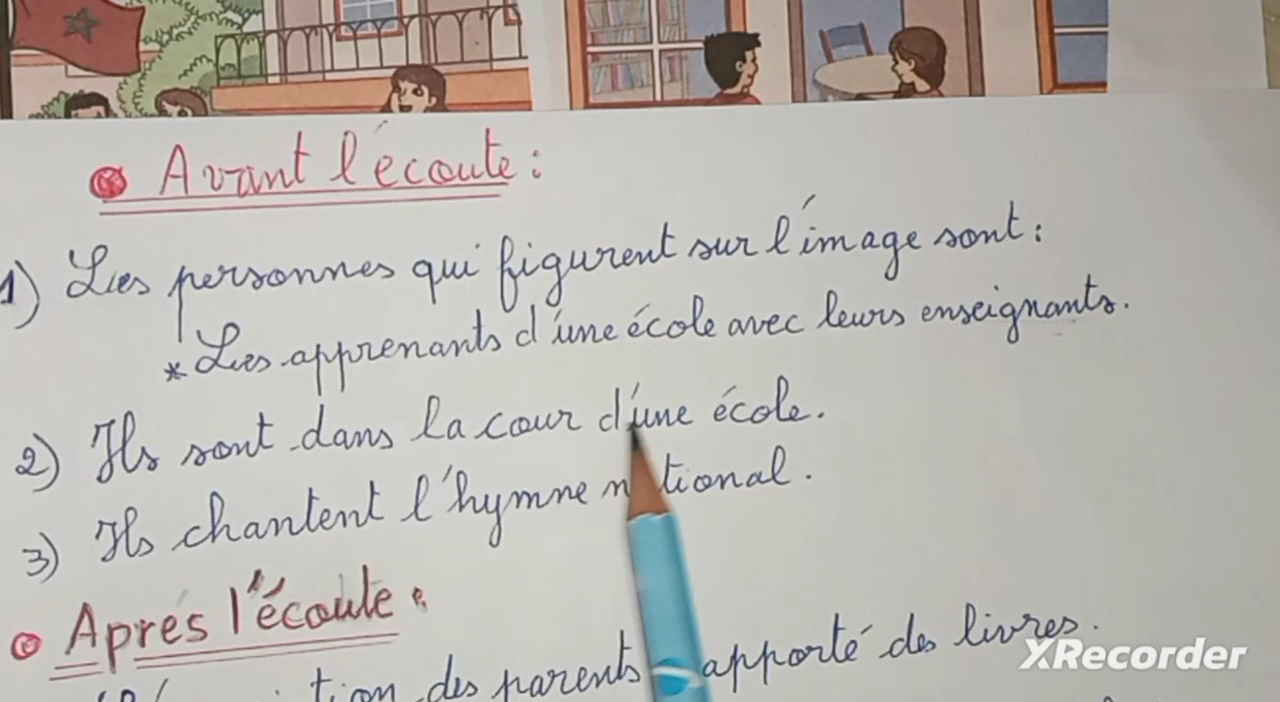 Avant l'écoute :
1) Les personnes qui figurent sur l'image sont :
* Les apprenants d'une école avec leurs enseignants.
2) Ils sont dans la cour d'une école.
3) Ils chantent l'hymne national.
Après l'écoute :
des parents apporté des livres.
XRecorder